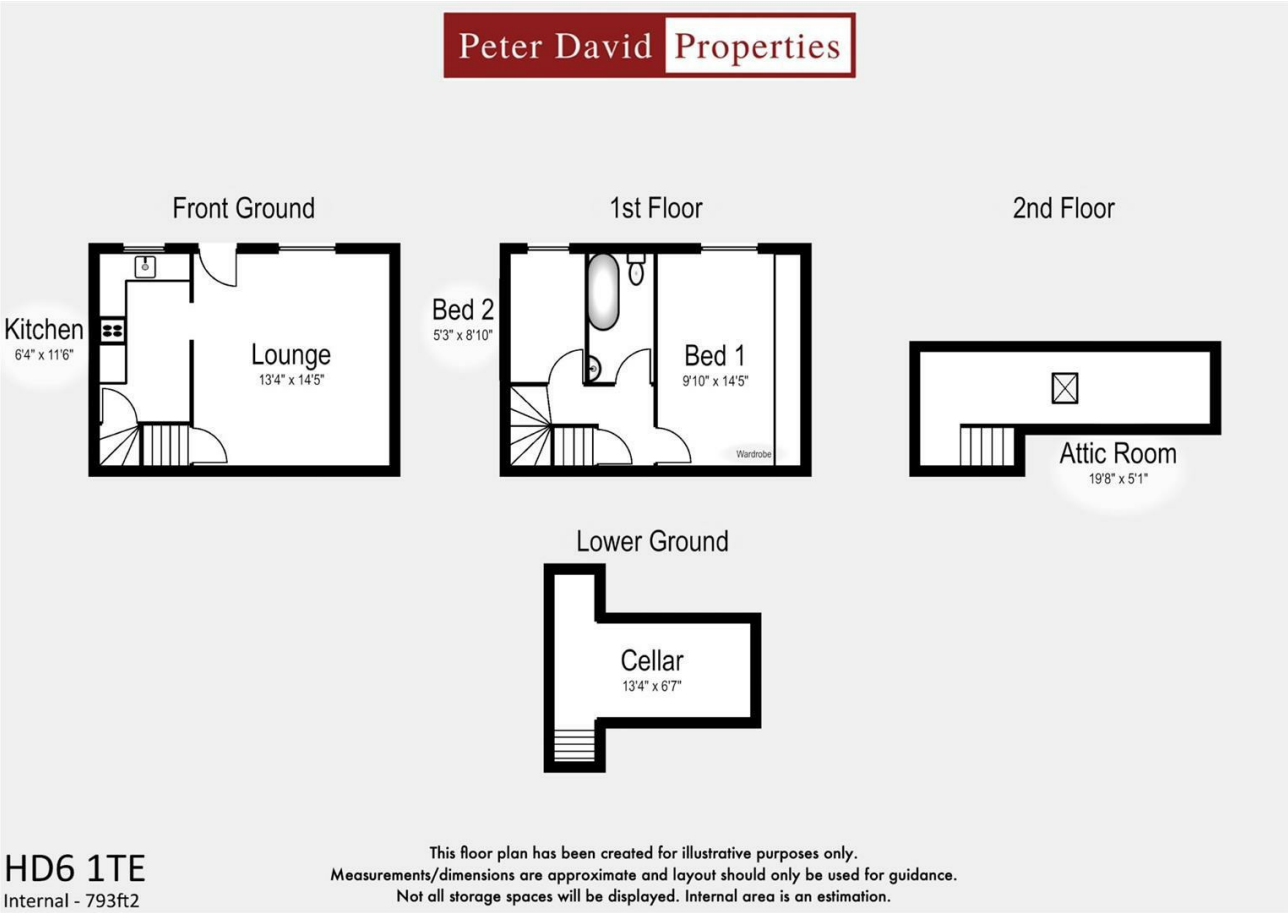 Peter David Properties
Front Ground
1st Floor
2nd Floor
Kitchen
6'4" x 11'6"
Lounge
13'4" x 14'5"
Bed 2
5'3" x 8'10"
Bed 1
9'10" x 14'5"
Wardrobe
Attic Room
19'8" x 5'1"
Lower Ground
Cellar
13'4" x 6'7"
HD6 1TE
Internal - 793ft2
This floor plan has been created for illustrative purposes only.
Measurements/dimensions are approximate and layout should only be used for guidance.
Not all storage spaces will be displayed. Internal area is an estimation.